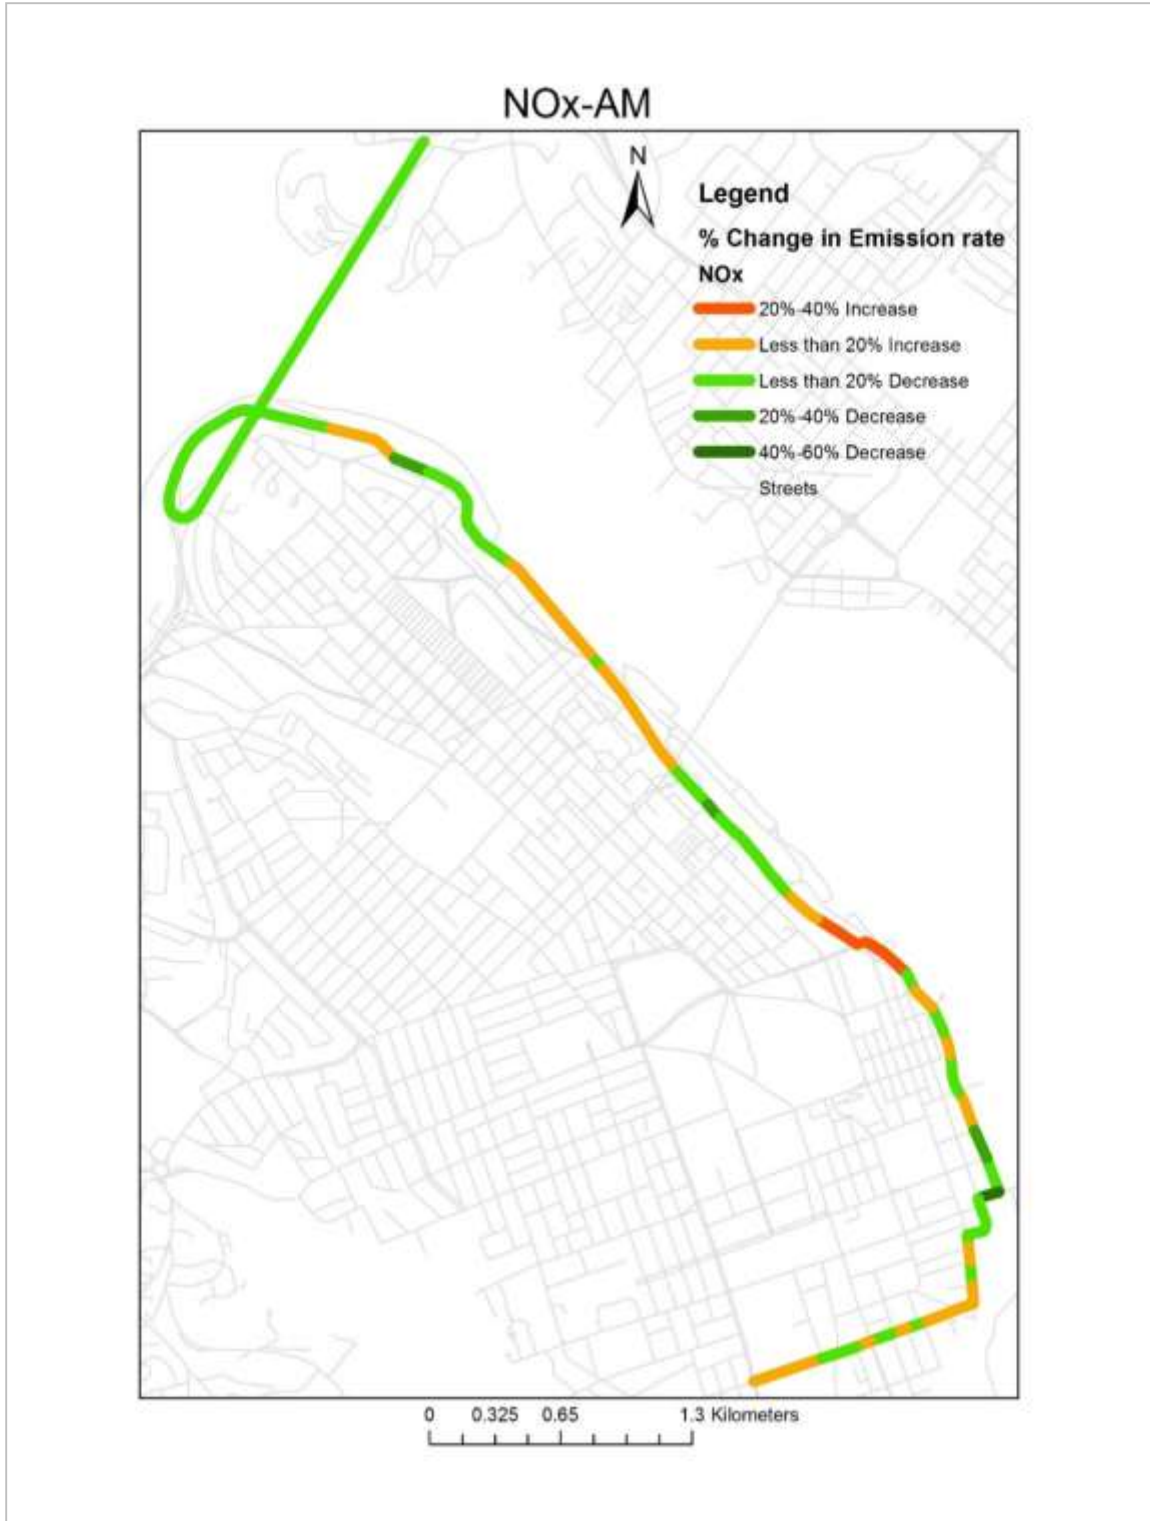 NOx-AM
N
Legend
% Change in Emission rate
NOx
20%-40% Increase
Less than 20% Increase
Less than 20% Decrease
20%-40% Decrease
40%-60% Decrease
Streets
0 0.325 0.65 1.3 Kilometers